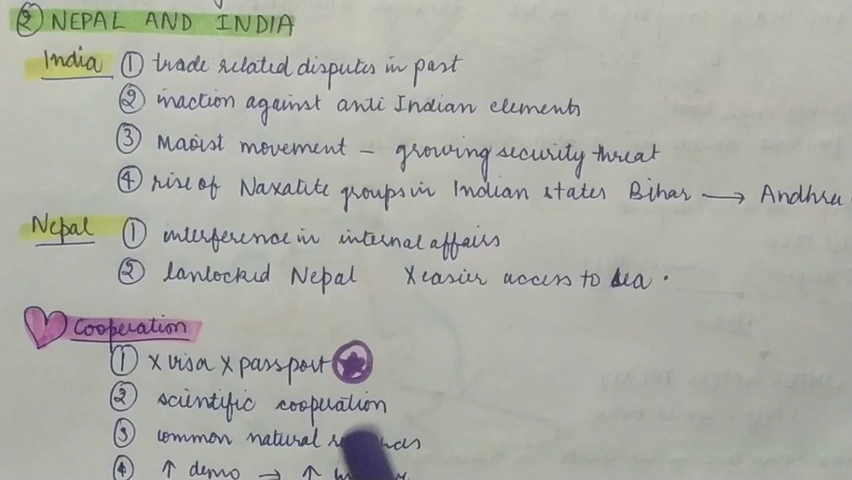 ② NEPAL AND INDIA
India ① trade related disputes in past
② inaction against anti Indian elements
③ Maoist movement – growing security threat
④ rise of Naxalite groups in Indian states Bihar → Andhra
Nepal ① interference in internal affairs
② lanlocked Nepal X easier access to sea.
Cooperation
① X visa X passport
② scientific cooperation
③ common natural
④ ↑ demo → ↑